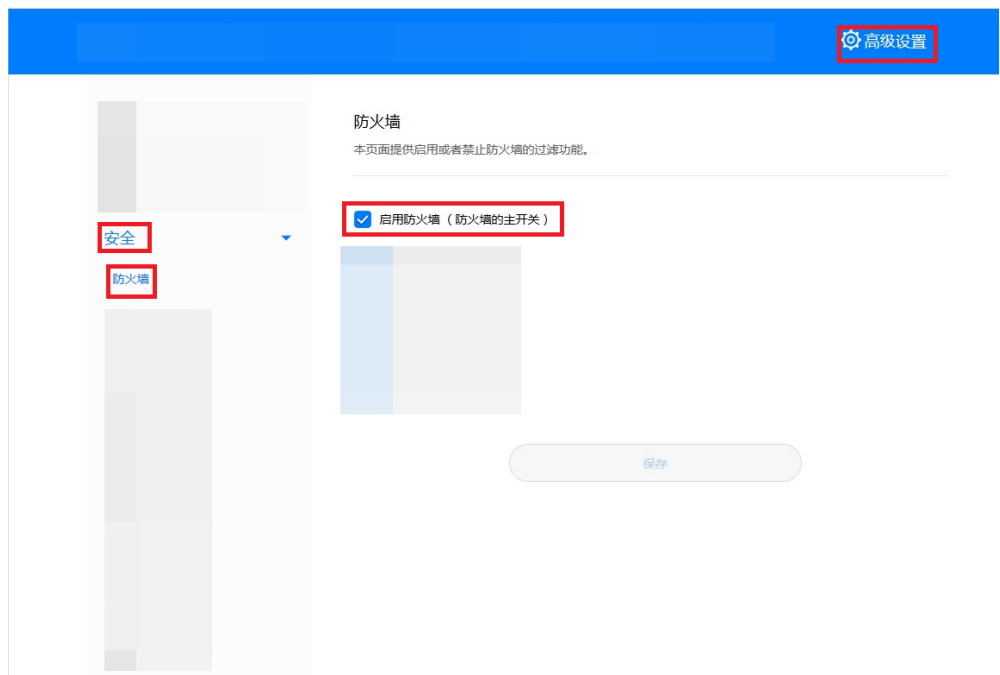 高级设置
防火墙
本页面提供启用或者禁止防火墙的过滤功能。
启用防火墙（防火墙的主开关）
安全
防火墙
保存